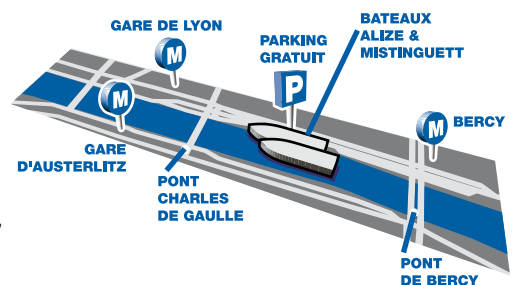 GARE DE LYON
M
BATEAUX
ALIZE &
MISTINGUETT
PARKING
GRATUIT
P
M
GARE
D'AUSTERLITZ
M
BERCY
PONT
CHARLES
DE GAULLE
PONT
DE BERCY